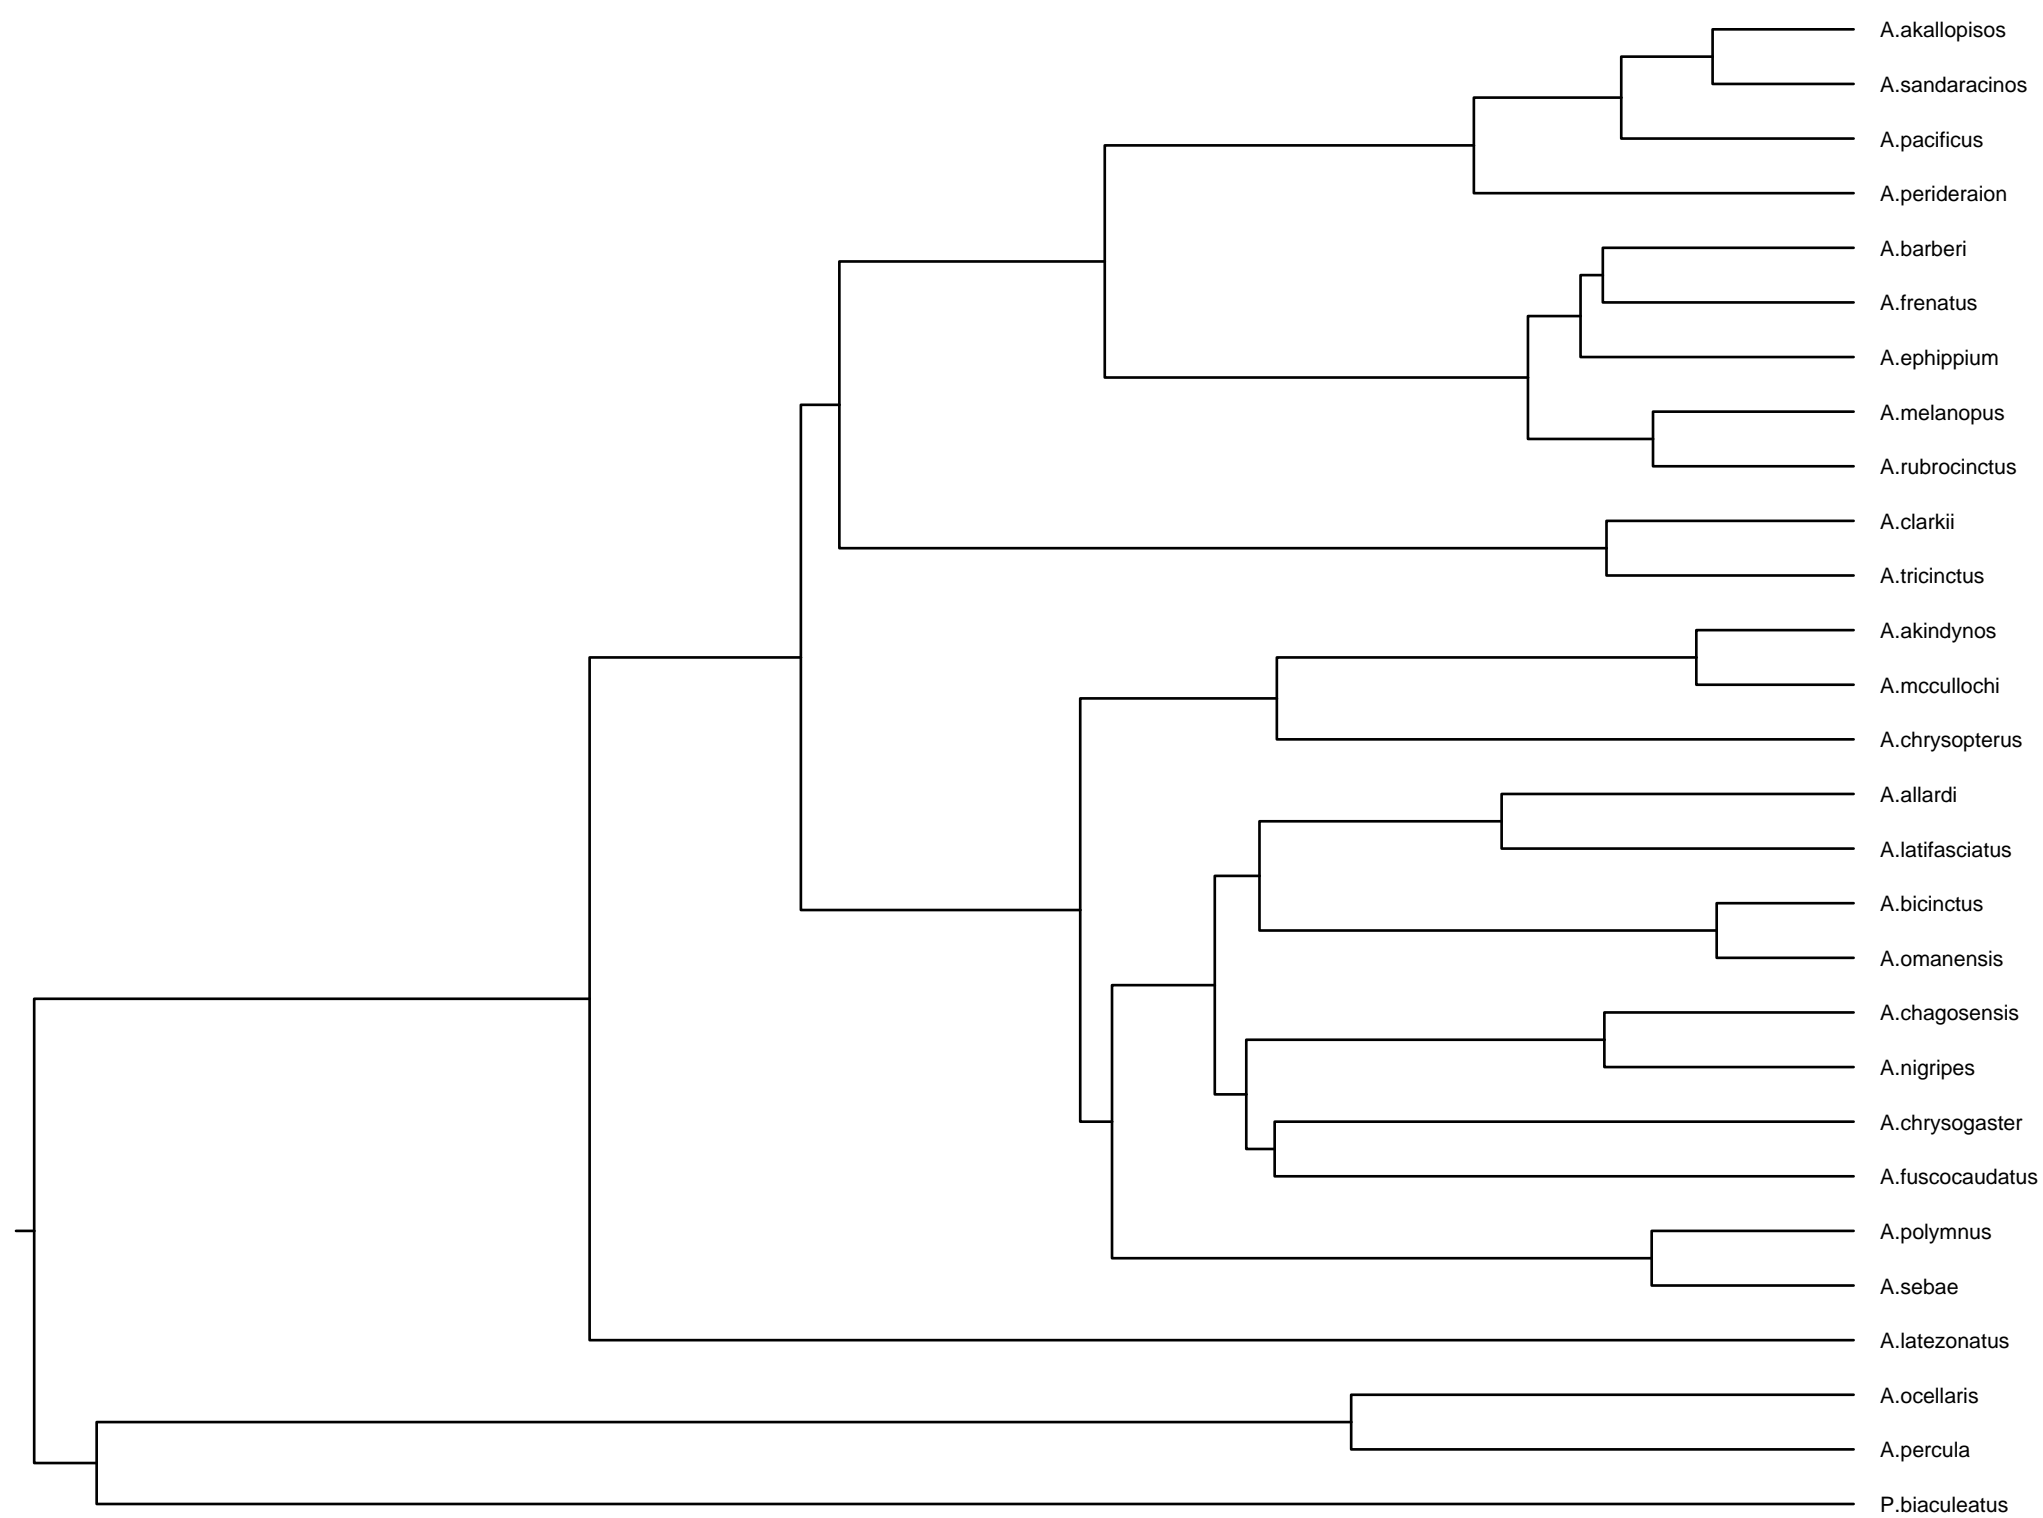 A.akallopisos
A.sandaracinos
A.pacificus
A.perideraion
A.barberi
A.frenatus
A.ephippium
A.melanopus
A.rubrocinctus
A.clarkii
A.tricinctus
A.akindynos
A.mccullochi
A.chrysopterus
A.allardi
A.latifasciatus
A.bicinctus
A.omanensis
A.chagosensis
A.nigripes
A.chrysogaster
A.fuscocaudatus
A.polymnus
A.sebae
A.latezonatus
A.ocellaris
A.percula
P.biaculeatus